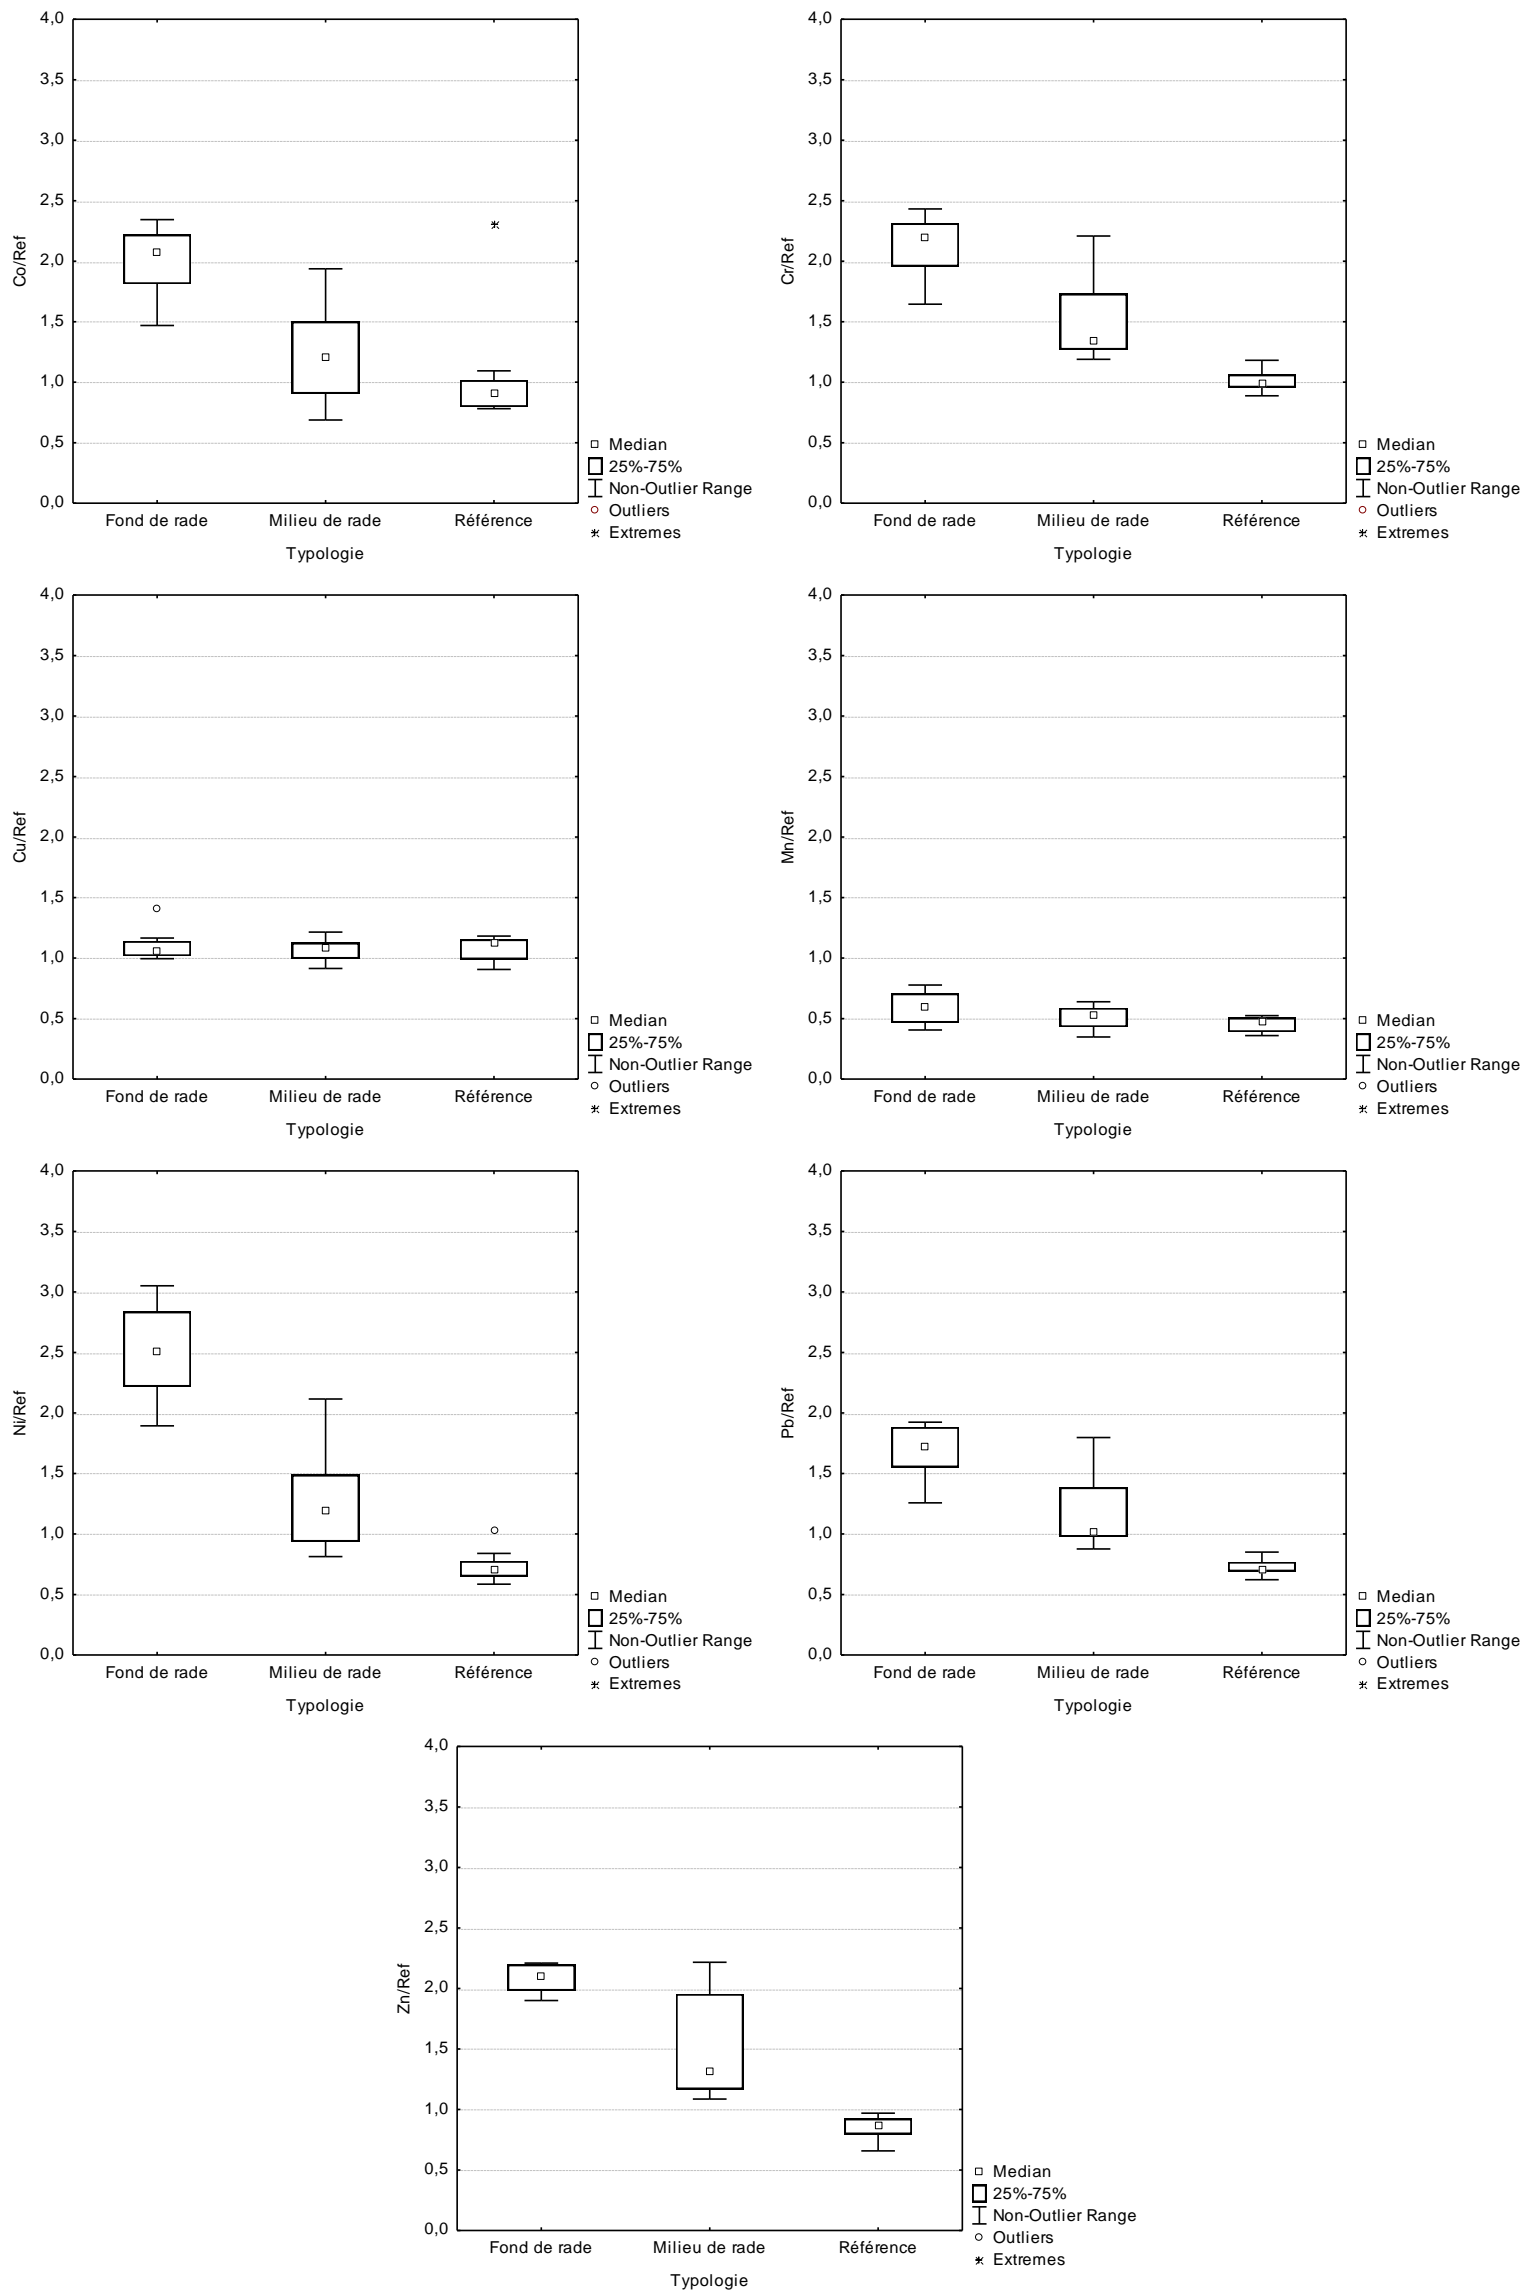 4,0
3,5
3,0
2,5
2,0
1,5
1,0
0,5
0,0
Co/Ref
Fond de rade Milieu de rade Référence
Typologie
Median
25%-75%
Non-Outlier Range
Outliers
Extremes
4,0
3,5
3,0
2,5
2,0
1,5
1,0
0,5
0,0
Cr/Ref
Fond de rade Milieu de rade Référence
Typologie
Median
25%-75%
Non-Outlier Range
Outliers
Extremes
4,0
3,5
3,0
2,5
2,0
1,5
1,0
0,5
0,0
Cu/Ref
Fond de rade Milieu de rade Référence
Typologie
Median
25%-75%
Non-Outlier Range
Outliers
Extremes
4,0
3,5
3,0
2,5
2,0
1,5
1,0
0,5
0,0
Mn/Ref
Fond de rade Milieu de rade Référence
Typologie
Median
25%-75%
Non-Outlier Range
Outliers
Extremes
4,0
3,5
3,0
2,5
2,0
1,5
1,0
0,5
0,0
Ni/Ref
Fond de rade Milieu de rade Référence
Typologie
Median
25%-75%
Non-Outlier Range
Outliers
Extremes
4,0
3,5
3,0
2,5
2,0
1,5
1,0
0,5
0,0
Pb/Ref
Fond de rade Milieu de rade Référence
Typologie
Median
25%-75%
Non-Outlier Range
Outliers
Extremes
4,0
3,5
3,0
2,5
2,0
1,5
1,0
0,5
0,0
Zn/Ref
Fond de rade Milieu de rade Référence
Typologie
Median
25%-75%
Non-Outlier Range
Outliers
Extremes